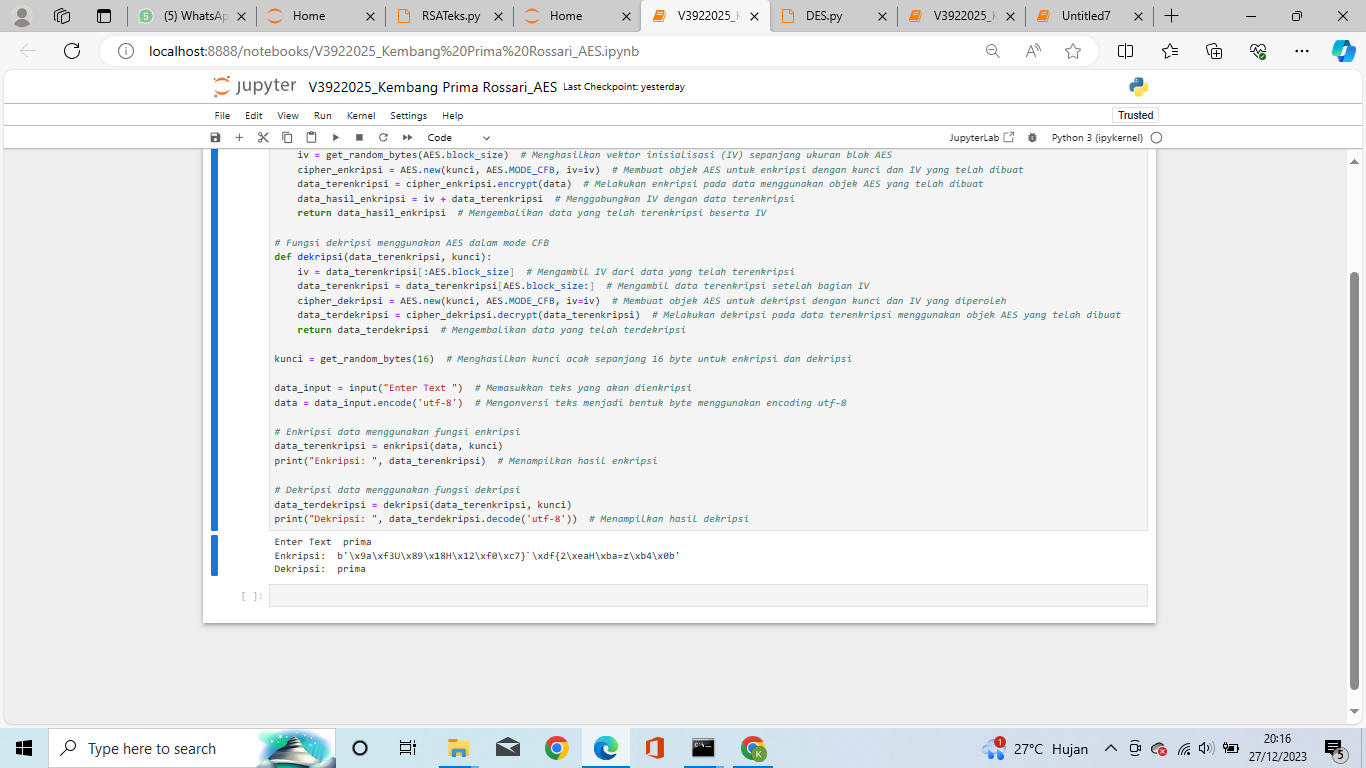 (5) WhatsAp
Home
RSATeks.py
Home
V3922025_K
DES.py
V3922025_K
Untitled7
localhost:8888/notebooks/V3922025_Kembang%20Prima%20Rossari_AES.ipynb
jupyter V3922025_Kembang Prima Rossari_AES Last Checkpoint: yesterday
File Edit View Run Kernel Settings Help
Trusted
Code
JupyterLab
Python 3 (ipykernel)
iv = get_random_bytes(AES.block_size)  # Menghasilkan vektor inisialisasi (IV) sepanjang ukuran blok AES
cipher_enkripsi = AES.new(kunci, AES.MODE_CFB, iv=iv)  # Membuat objek AES untuk enkripsi dengan kunci dan IV yang telah dibuat
data_terenkripsi = cipher_enkripsi.encrypt(data)  # Melakukan enkripsi pada data menggunakan objek AES yang telah dibuat
data_hasil_enkripsi = iv + data_terenkripsi  # Menggabungkan IV dengan data terenkripsi
return data_hasil_enkripsi  # Mengembalikan data yang telah terenkripsi beserta IV
# Fungsi dekripsi menggunakan AES dalam mode CFB
def dekripsi(data_terenkripsi, kunci):
iv = data_terenkripsi[:AES.block_size]  # Mengambil IV dari data yang telah terenkripsi
data_terenkripsi = data_terenkripsi[AES.block_size:]  # Mengambil data terenkripsi setelah bagian IV
cipher_dekripsi = AES.new(kunci, AES.MODE_CFB, iv=iv)  # Membuat objek AES untuk dekripsi dengan kunci dan IV yang diperoleh
data_terdekripsi = cipher_dekripsi.decrypt(data_terenkripsi)  # Melakukan dekripsi pada data terenkripsi menggunakan objek AES yang telah dibuat
return data_terdekripsi  # Mengembalikan data yang telah terdekripsi
kunci = get_random_bytes(16)  # Menghasilkan kunci acak sepanjang 16 byte untuk enkripsi dan dekripsi
data_input = input("Enter Text ")  # Memasukkan teks yang akan dienkripsi
data = data_input.encode('utf-8')  # Mengonversi teks menjadi bentuk byte menggunakan encoding utf-8
# Enkripsi data menggunakan fungsi enkripsi
data_terenkripsi = enkripsi(data, kunci)
print("Enkripsi: ", data_terenkripsi)  # Menampilkan hasil enkripsi
# Dekripsi data menggunakan fungsi dekripsi
data_terdekripsi = dekripsi(data_terenkripsi, kunci)
print("Dekripsi: ", data_terdekripsi.decode('utf-8'))  # Menampilkan hasil dekripsi
Enter Text  prima
Enkripsi:  b'\x9a\xf3U\x89\x18H\x12\xf0\xc7}`\xdf{2\xeaH\xba=z\xb4\x0b'
Dekripsi:  prima
[ ]:
Type here to search
1
27°C Hujan
20:16
27/12/2023
5